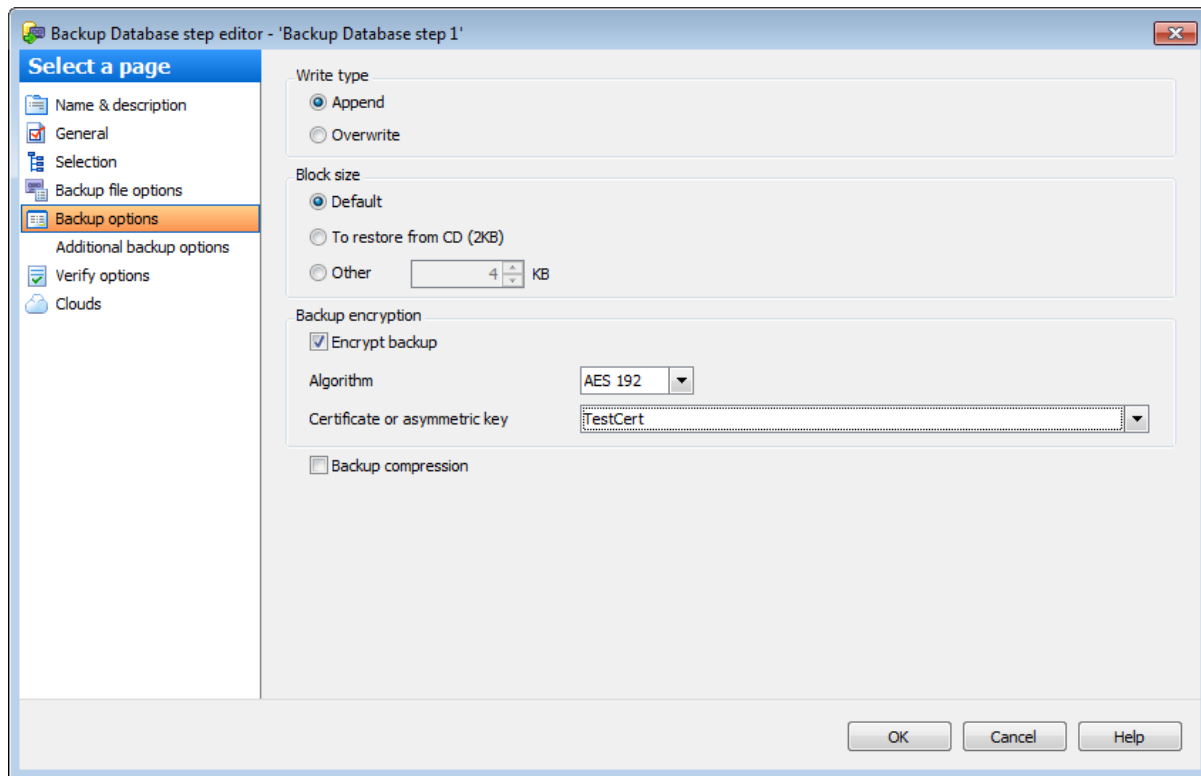 Backup Database step editor - 'Backup Database step 1'
Select a page
Name & description
General
Selection
Backup file options
Backup options
Additional backup options
Verify options
Clouds
Write type
Append
Overwrite
Block size
Default
To restore from CD (2KB)
Other 4 KB
Backup encryption
Encrypt backup
Algorithm AES 192
Certificate or asymmetric key TestCert
Backup compression
OK Cancel Help